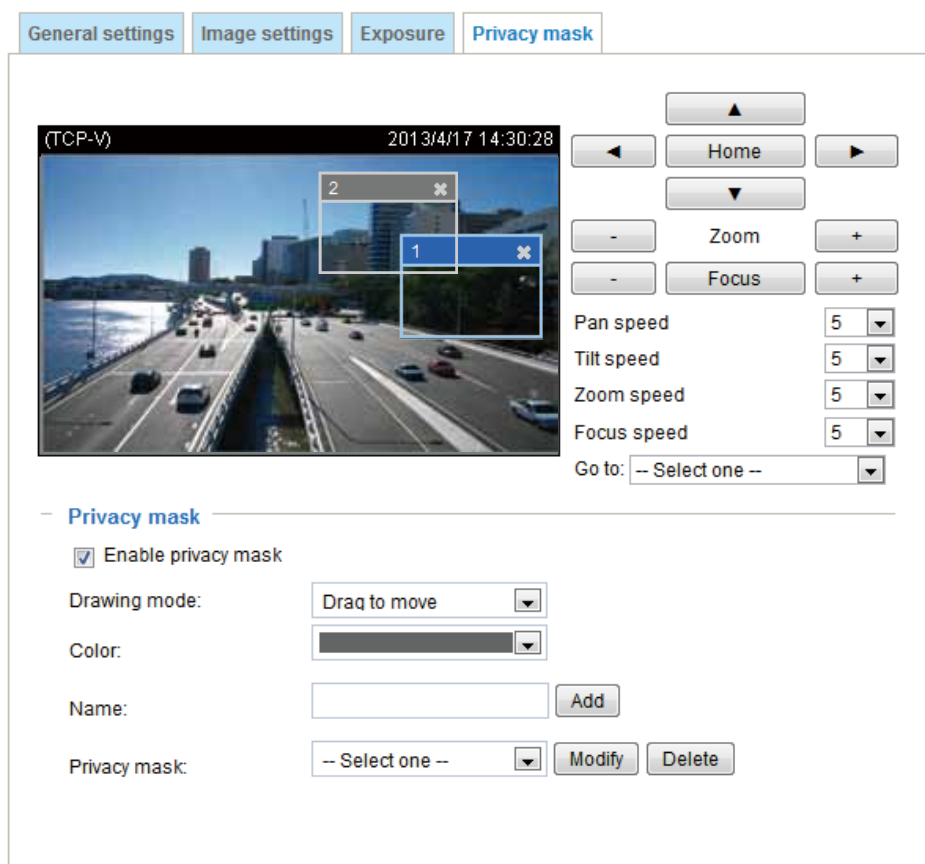 General settings Image settings Exposure Privacy mask
(TCP-V) 2013/4/17 14:30:28
▲
◄ Home ►
▼
- Zoom +
- Focus +
2 ✖
1 ✖
Pan speed 5
Tilt speed 5
Zoom speed 5
Focus speed 5
Go to: -- Select one --
Privacy mask
Enable privacy mask
Drawing mode: Drag to move
Color:
Name: Add
Privacy mask: -- Select one -- Modify Delete